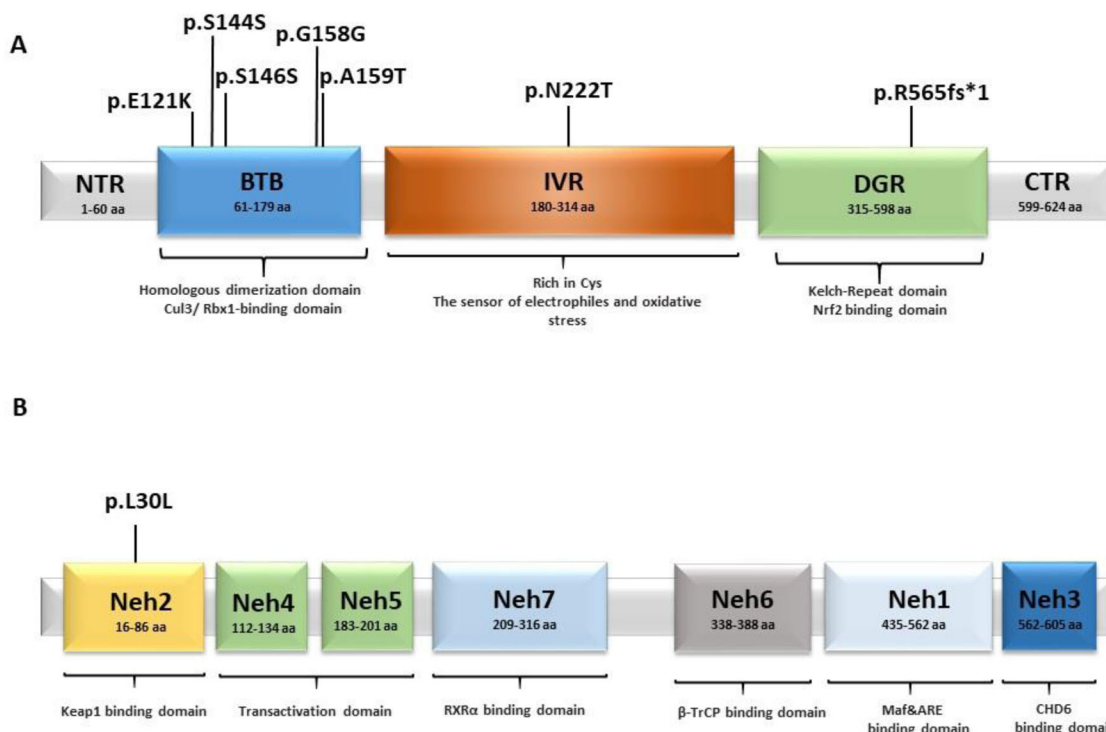 A
p.S144S
p.G158G
p.S146S
p.A159T
p.E121K
p.N222T
p.R565fs*1
NTR
1-60 aa
BTB
61-179 aa
IVR
180-314 aa
DGR
315-598 aa
CTR
599-624 aa
Homologous dimerization domain
Cul3/ Rbx1-binding domain
Rich in Cys
The sensor of electrophiles and oxidative
stress
Kelch-Repeat domain
Nrf2 binding domain
B
p.L30L
Neh2
16-86 aa
Neh4
112-134 aa
Neh5
183-201 aa
Neh7
209-316 aa
Neh6
338-388 aa
Neh1
435-562 aa
Neh3
562-605 aa
Keap1 binding domain
Transactivation domain
RXRα binding domain
β-TrCP binding domain
Maf&ARE
binding domain
CHD6
binding domain